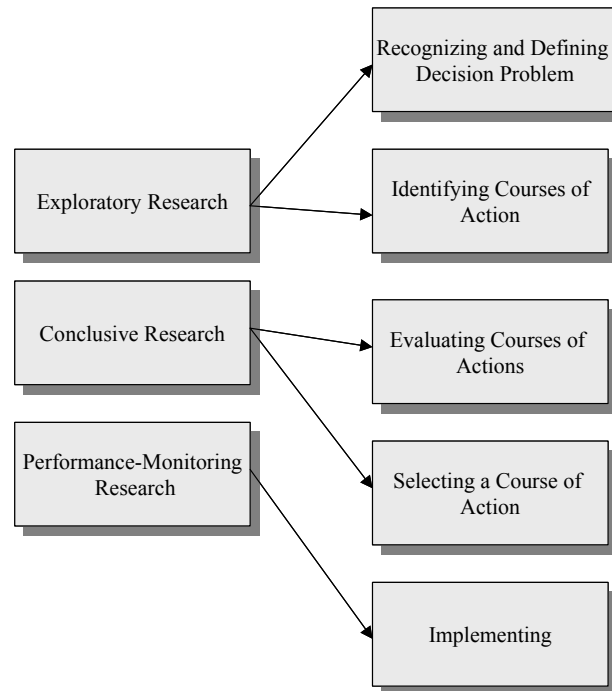 Recognizing and Defining
Decision Problem
Exploratory Research
Identifying Courses of
Action
Conclusive Research
Evaluating Courses of
Actions
Performance-Monitoring
Research
Selecting a Course of
Action
Implementing